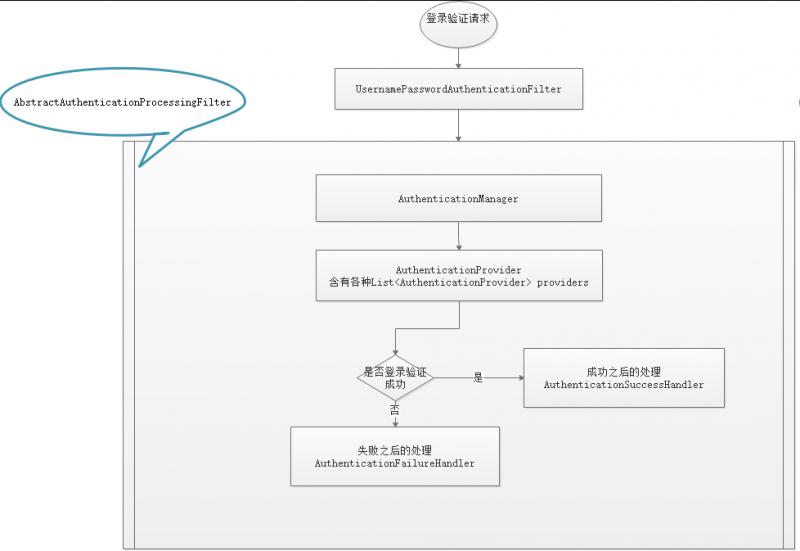 登录验证请求
UsernamePasswordAuthenticationFilter
AbstractAuthenticationProcessingFilter
AuthenticationManager
AuthenticationProvider
含有各种List<AuthenticationProvider> providers
是否登录验证
成功
是
成功之后的处理
AuthenticationSuccessHandler
否
失败之后的处理
AuthenticationFailureHandler